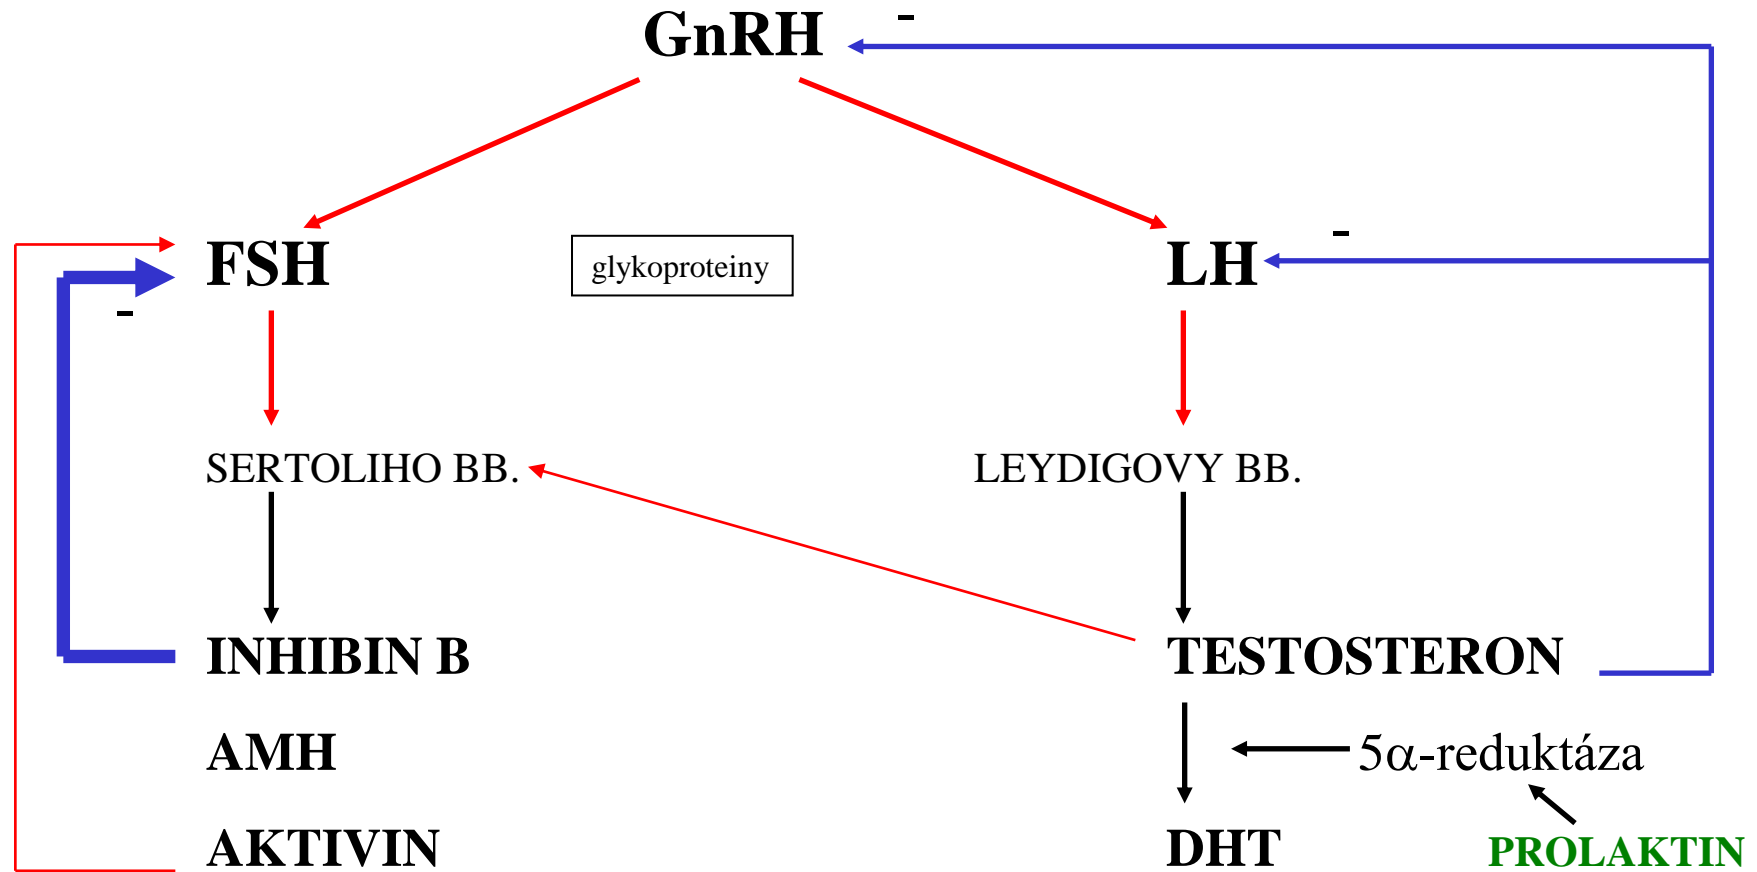 GnRH -
FSH
glykoproteiny
LH -
-
SERTOLIHO BB.
LEYDIGOVY BB.
INHIBIN B
TESTOSTERON
AMH
5α-reduktáza
AKTIVIN
DHT
PROLAKTIN